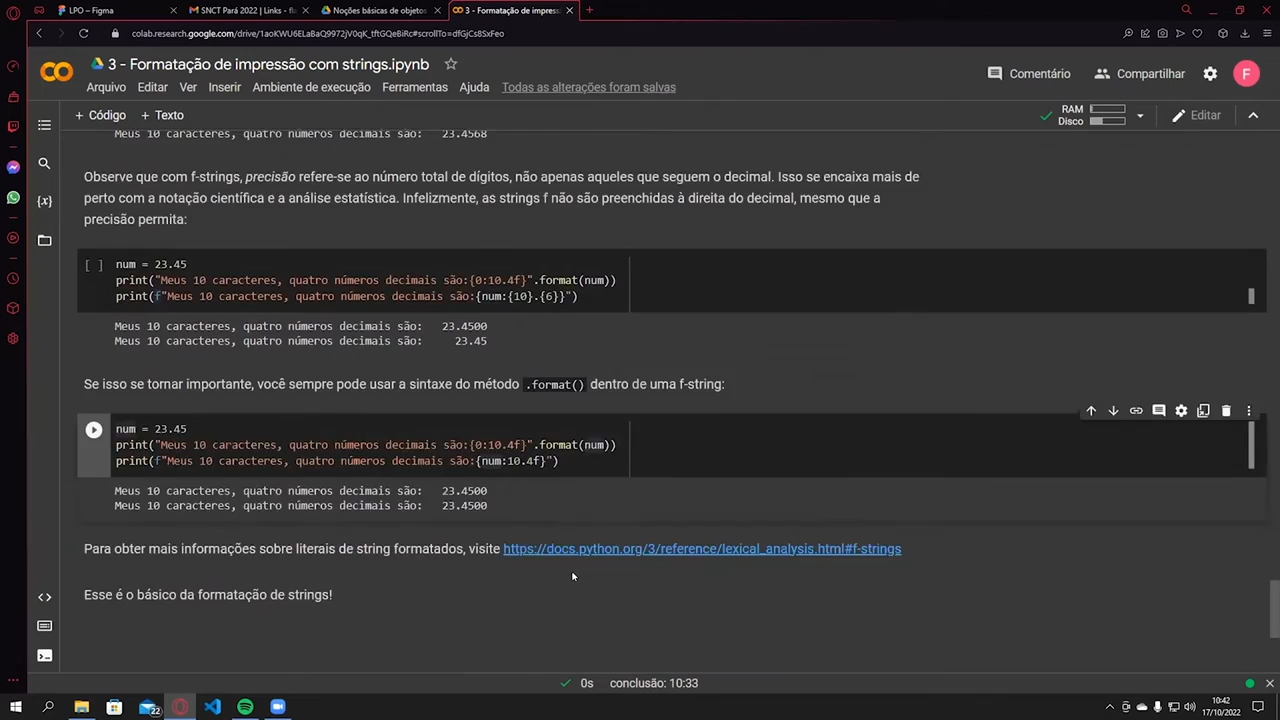 LPO – Figma
SNCT Pará 2022 | Links - fla
Noções básicas de objetos
3 - Formatação de impress
colab.research.google.com/drive/1aoKWU6ELaBaQ9972jV0qK_tftGQeBiRc#scrollTo=dfGjCs8SxFeo
3 - Formatação de impressão com strings.ipynb
Comentário
Compartilhar
F
Arquivo Editar Ver Inserir Ambiente de execução Ferramentas Ajuda Todas as alterações foram salvas
+ Código + Texto
RAM
Disco
Editar
Meus 10 caracteres, quatro números decimais são: 23.4568
Observe que com f-strings, precisão refere-se ao número total de dígitos, não apenas aqueles que seguem o decimal. Isso se encaixa mais de
perto com a notação científica e a análise estatística. Infelizmente, as strings f não são preenchidas à direita do decimal, mesmo que a
precisão permita:
[ ] num = 23.45
print("Meus 10 caracteres, quatro números decimais são:{0:10.4f}".format(num))
print(f"Meus 10 caracteres, quatro números decimais são:{num:{10}.{6}}")
Meus 10 caracteres, quatro números decimais são: 23.4500
Meus 10 caracteres, quatro números decimais são: 23.45
Se isso se tornar importante, você sempre pode usar a sintaxe do método .format() dentro de uma f-string:
num = 23.45
print("Meus 10 caracteres, quatro números decimais são:{0:10.4f}".format(num))
print(f"Meus 10 caracteres, quatro números decimais são:{num:10.4f}")
Meus 10 caracteres, quatro números decimais são: 23.4500
Meus 10 caracteres, quatro números decimais são: 23.4500
Para obter mais informações sobre literais de string formatados, visite https://docs.python.org/3/reference/lexical_analysis.html#f-strings
Esse é o básico da formatação de strings!
0s conclusão: 10:33
22
10:42
17/10/2022